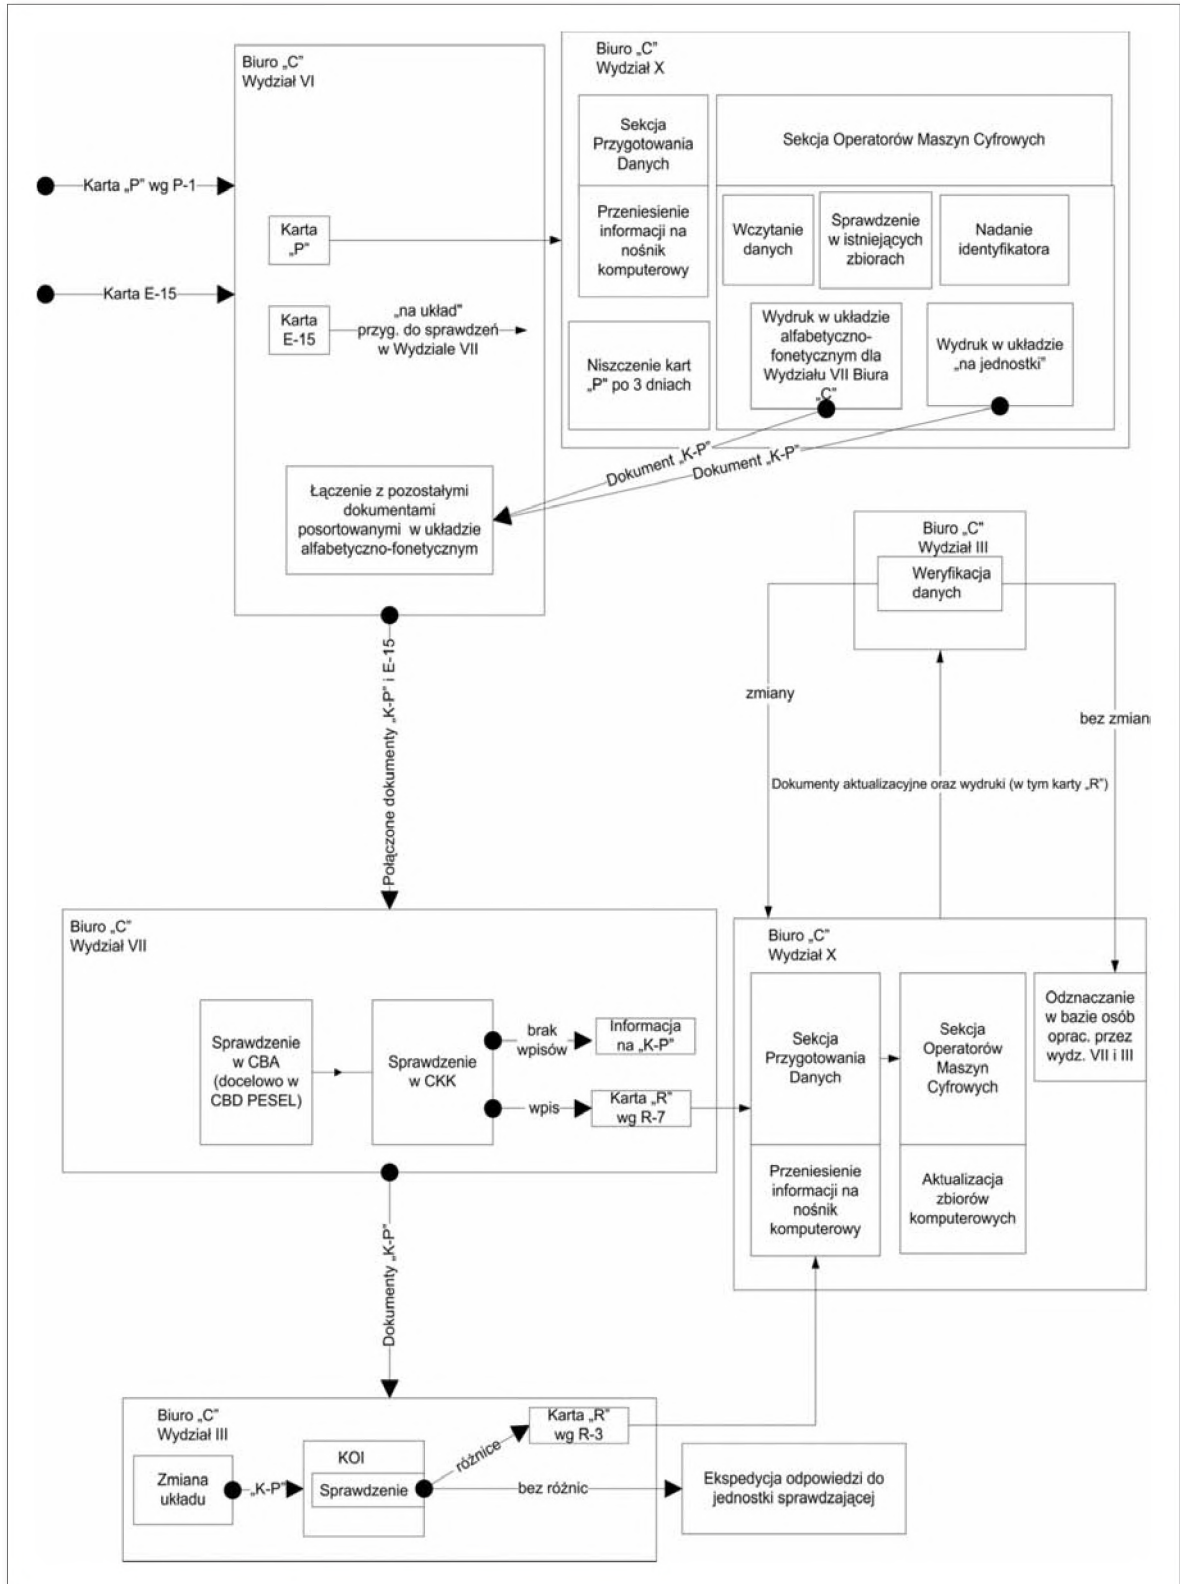 Biuro „C"
Wydział VI
Karta „P" wg P-1
Karta
„P"
Karta E-15
Karta
E-15
„na układ"
przyg. do sprawdzeń
w Wydziale VII
Łączenie z pozostałymi
dokumentami
posortowanymi w układzie
alfabetyczno-fonetycznym
Biuro „C"
Wydział X
Sekcja
Przygotowania
Danych
Sekcja Operatorów Maszyn Cyfrowych
Przeniesienie
informacji na
nośnik
komputerowy
Wczytanie
danych
Sprawdzenie
w istniejących
zbiorach
Nadanie
identyfikatora
Niszczenie kart
„P" po 3 dniach
Wydruk w układzie
alfabetyczno-
fonetycznym dla
Wydziału VII Biura
„C"
Wydruk w układzie
„na jednostki"
Dokument „K-P"
Dokument „K-P"
Biuro „C"
Wydział III
Weryfikacja
danych
zmiany
bez zmian
Dokumenty aktualizacyjne oraz wydruki (w tym karty „R")
Połączone dokumenty „K-P" i E-15
Biuro „C"
Wydział VII
Sprawdzenie
w CBA
(docelowo w
CBD PESEL)
Sprawdzenie
w CKK
brak
wpisów
Informacja
na „K-P"
wpis
Karta „R"
wg R-7
Biuro „C"
Wydział X
Sekcja
Przygotowania
Danych
Sekcja
Operatorów
Maszyn
Cyfrowych
Odznaczanie
w bazie osób
oprac. przez
wydz. VII i III
Przeniesienie
informacji na
nośnik
komputerowy
Aktualizacja
zbiorów
komputerowych
Dokumenty „K-P"
Biuro „C"
Wydział III
Zmiana
układu
„K-P"
KOI
Sprawdzenie
różnice
Karta „R"
wg R-3
bez różnic
Ekspedycja odpowiedzi do
jednostki sprawdzającej